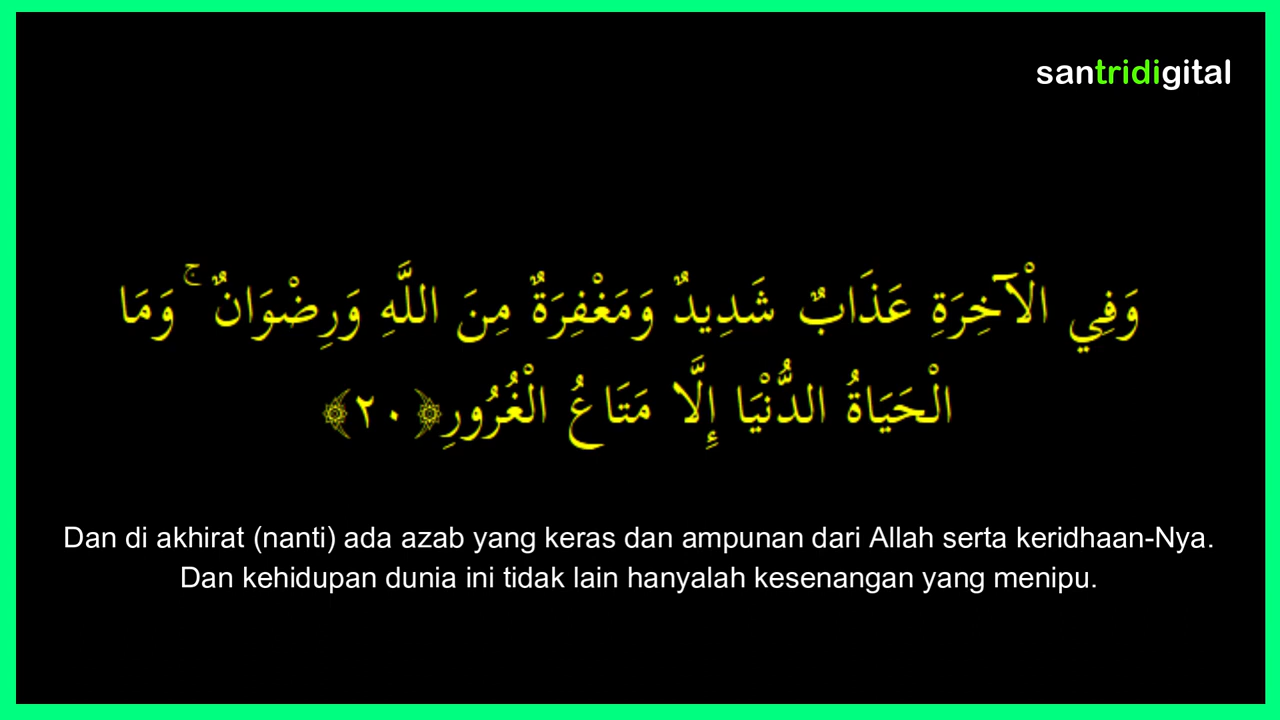 santridigital
وَفِي الْآخِرَةِ عَذَابٌ شَدِيدٌ وَمَغْفِرَةٌ مِنَ اللَّهِ وَرِضْوَانٌ ۚ وَمَا
الْحَيَاةُ الدُّنْيَا إِلَّا مَتَاعُ الْغُرُورِ﴿٢٠﴾
Dan di akhirat (nanti) ada azab yang keras dan ampunan dari Allah serta keridhaan-Nya.
Dan kehidupan dunia ini tidak lain hanyalah kesenangan yang menipu.